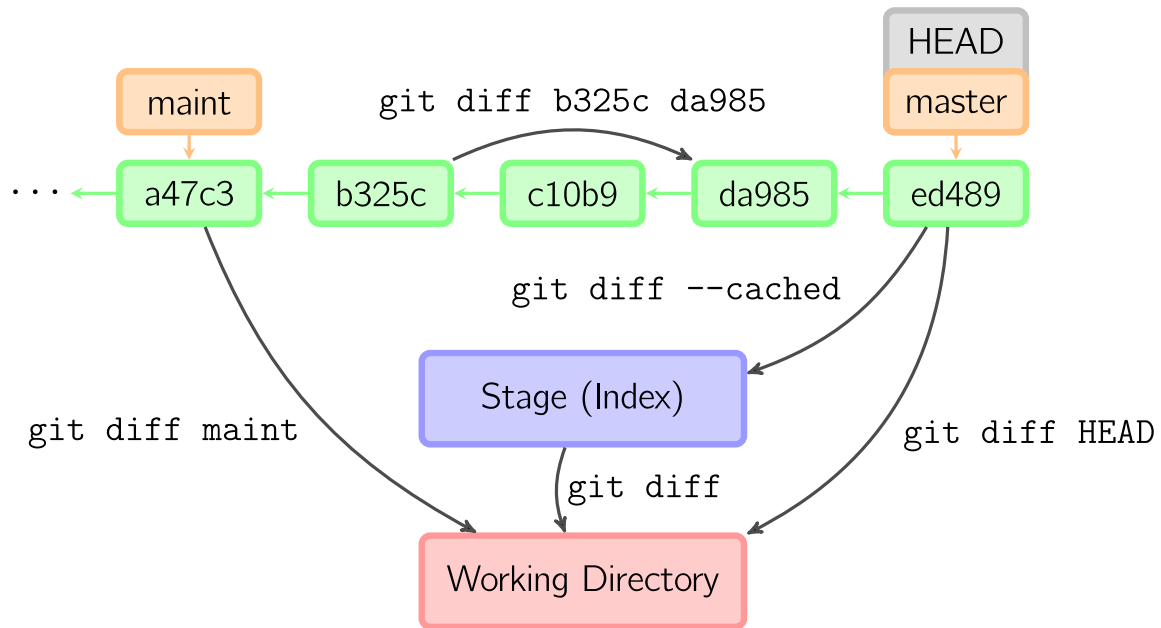 HEAD
maint
git diff b325c da985
master
... a47c3 b325c c10b9 da985 ed489
git diff --cached
Stage (Index)
git diff maint
git diff HEAD
git diff
Working Directory